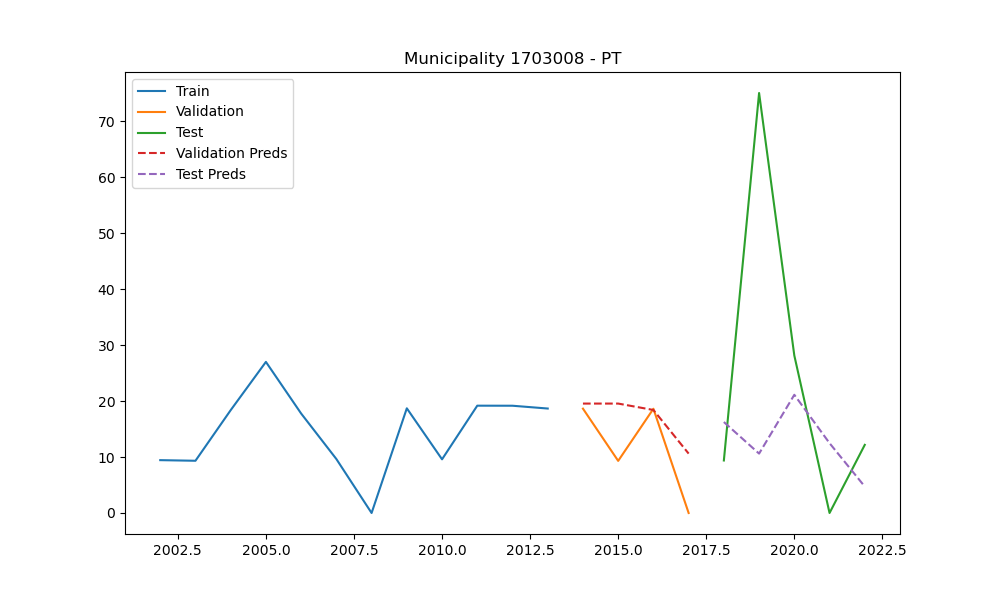 Municipality 1703008 - PT
Train
Validation
Test
Validation Preds
Test Preds
70
60
50
40
30
20
10
0
2002.5 2005.0 2007.5 2010.0 2012.5 2015.0 2017.5 2020.0 2022.5